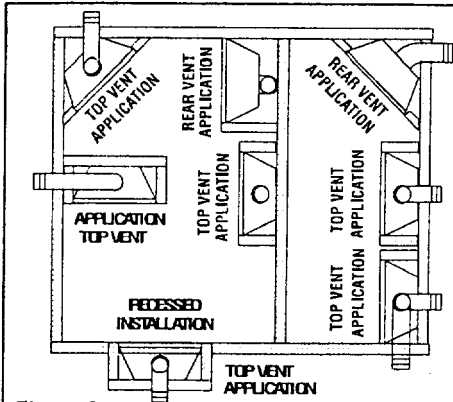 TOP VENT
APPLICATION
REAR VENT
APPLICATION
REAR VENT
APPLICATION
APPLICATION
TOP VENT
TOP VENT
APPLICATION
TOP VENT
APPLICATION
TOP VENT
APPLICATION
RECESSED
INSTALLATION
TOP VENT
APPLICATION